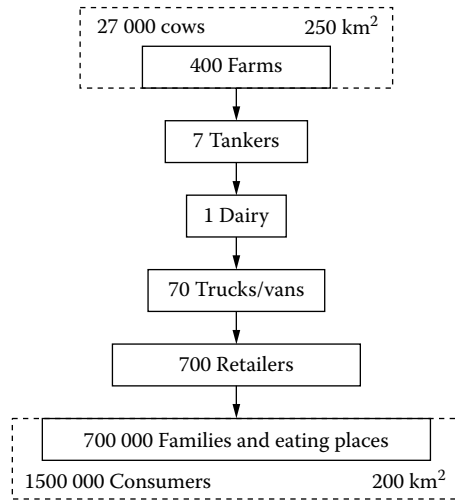 27 000 cows 250 km²
400 Farms
7 Tankers
1 Dairy
70 Trucks/vans
700 Retailers
700 000 Families and eating places
1500 000 Consumers 200 km²